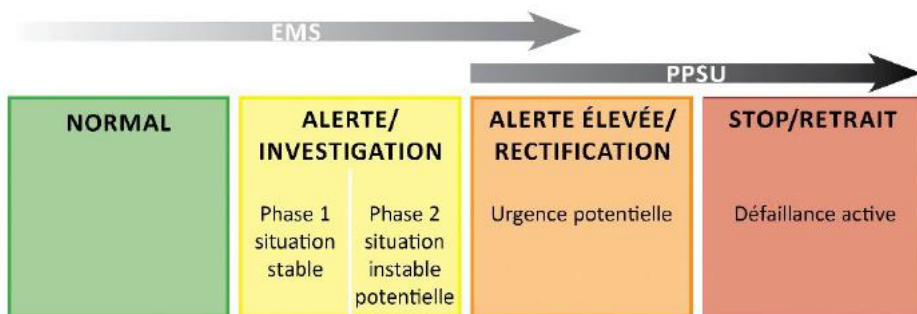 EMS
PPSU
NORMAL
ALERTE/
INVESTIGATION
Phase 1
situation
stable
Phase 2
situation
instable
potentielle
ALERTE ÉLEVÉE/
RECTIFICATION
Urgence potentielle
STOP/RETRAIT
Défaillance active